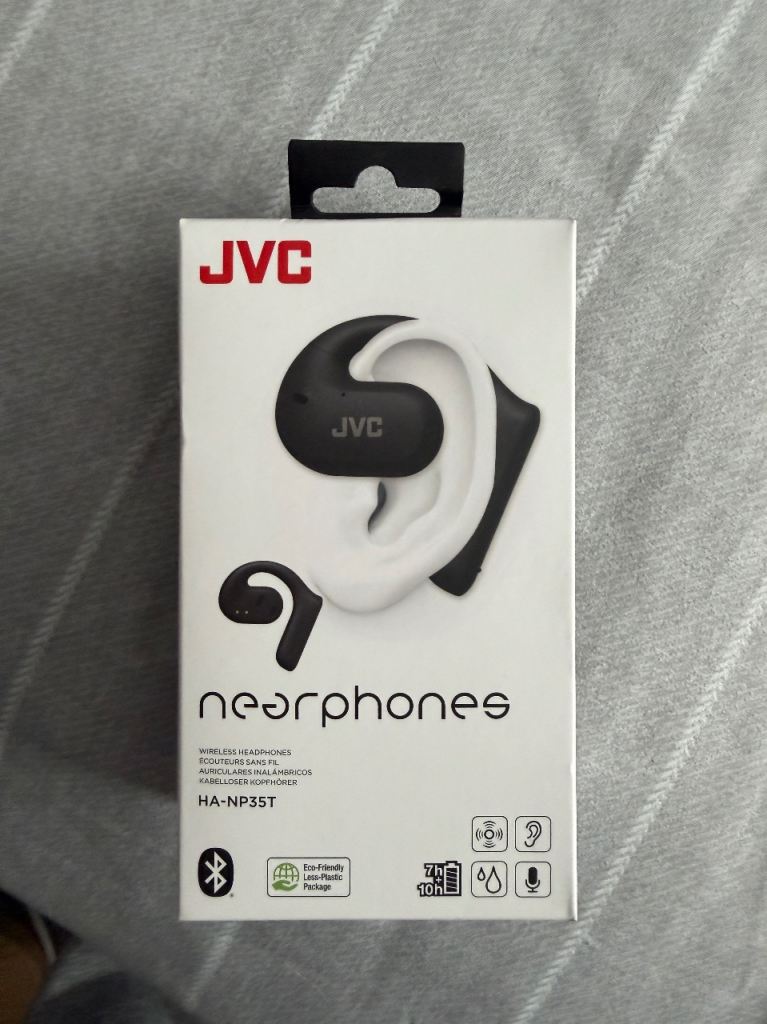 JVC
JVC
nearphones
WIRELESS HEADPHONES
ÉCOUTEURS SANS FIL
AURICULARES INALÁMBRICOS
KABELLOSER KOPFHÖRER
HA-NP35T
Eco-Friendly
Less-Plastic
Package
7h
+
10h